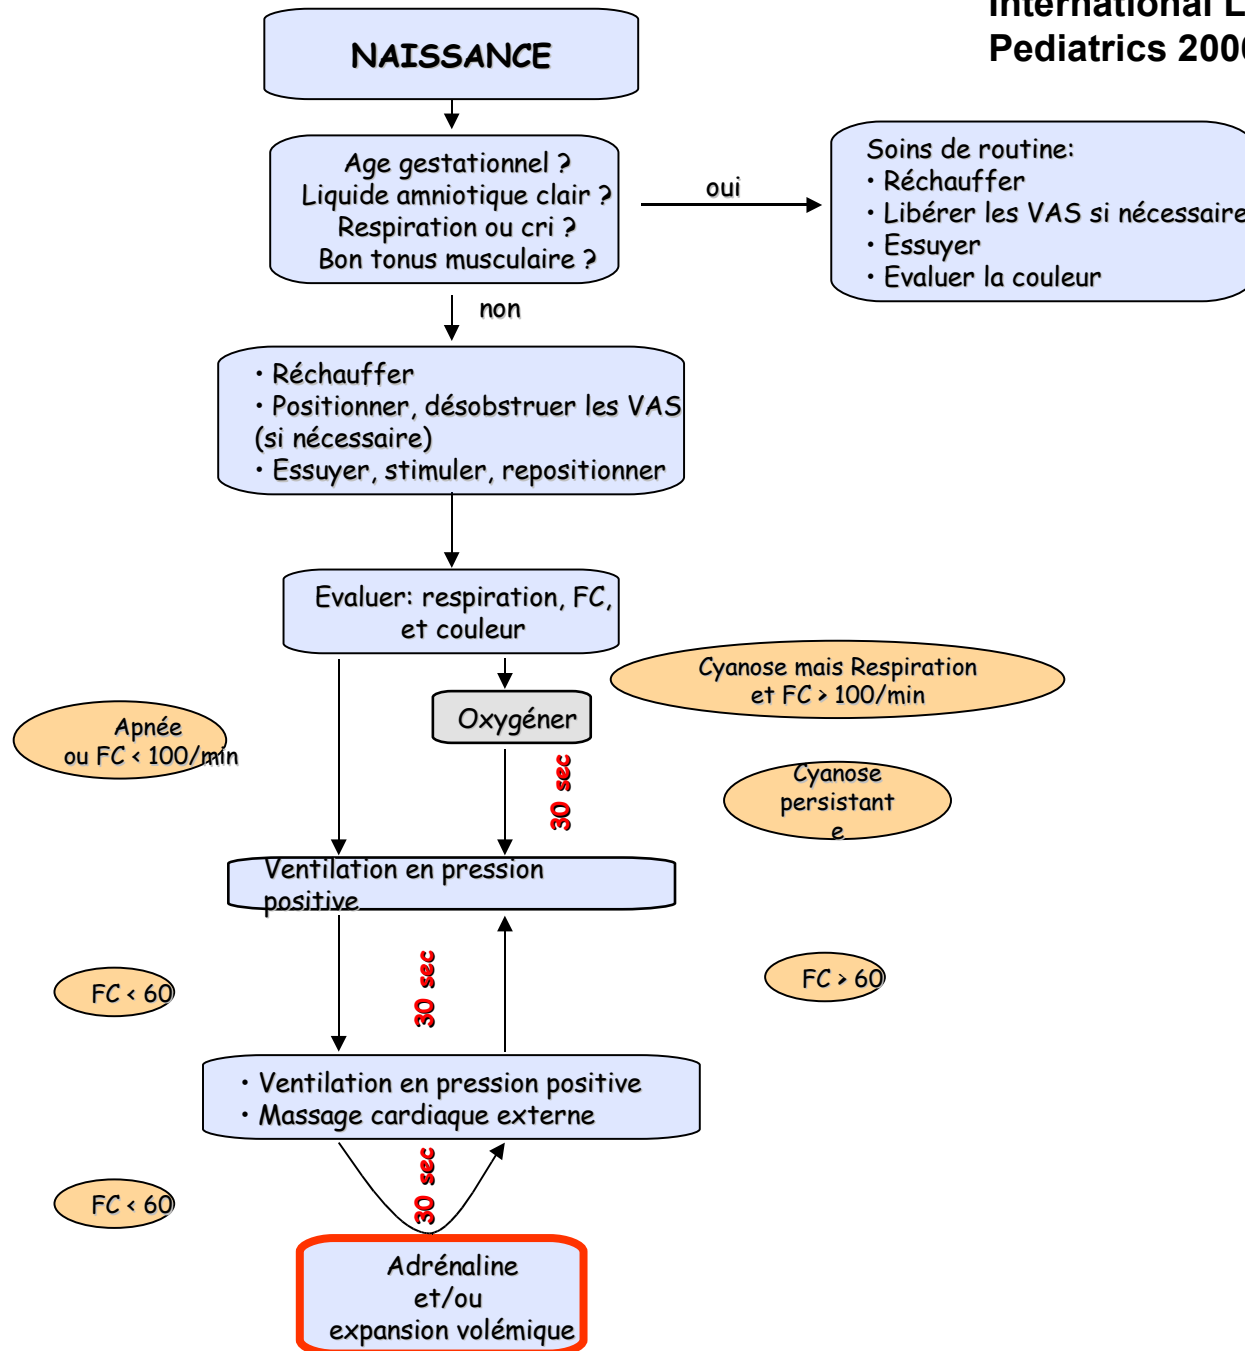 International L
Pediatrics 2006
NAISSANCE
Age gestationnel ?
Liquide amniotique clair ?
Respiration ou cri ?
Bon tonus musculaire ?
oui
Soins de routine:
• Réchauffer
• Libérer les VAS si nécessaire
• Essuyer
• Evaluer la couleur
non
• Réchauffer
• Positionner, désobstruer les VAS
(si nécessaire)
• Essuyer, stimuler, repositionner
Evaluer: respiration, FC,
et couleur
Cyanose mais Respiration
et FC > 100/min
Oxygéner
Apnée
ou FC < 100/min
30 sec
Cyanose
persistant
e
Ventilation en pression
positive
FC < 60
30 sec
FC > 60
• Ventilation en pression positive
• Massage cardiaque externe
30 sec
FC < 60
Adrénaline
et/ou
expansion volémique